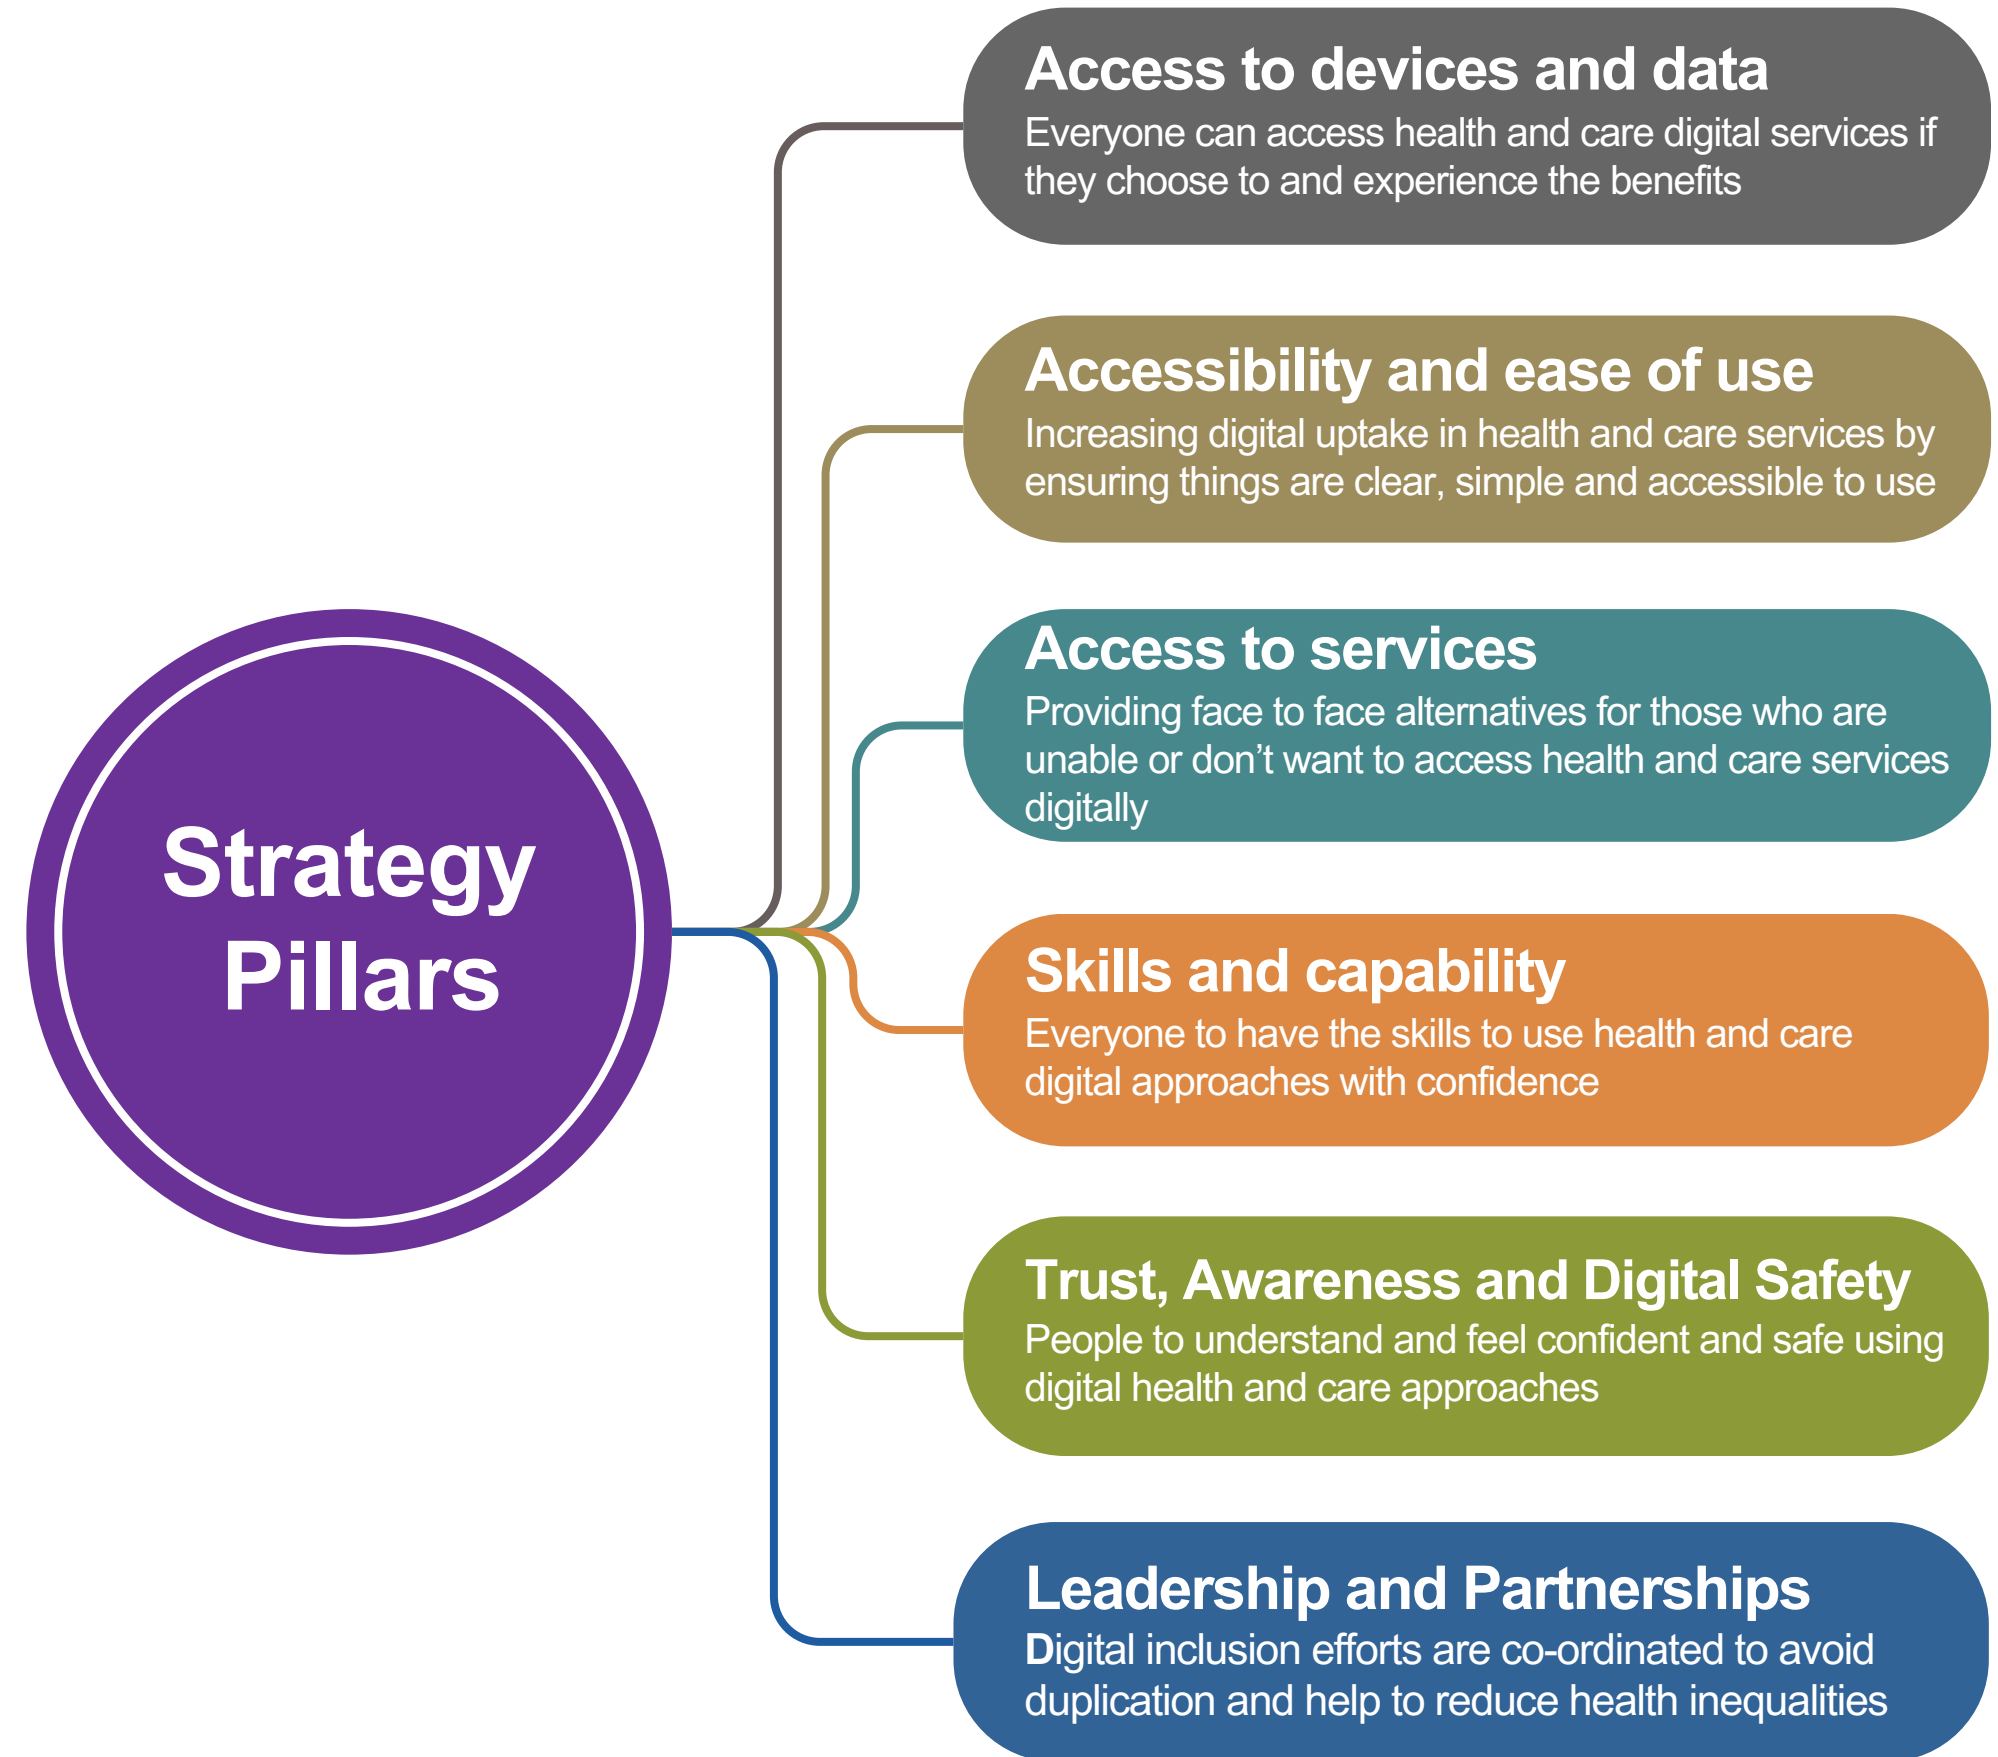 Strategy
Pillars
Access to devices and data
Everyone can access health and care digital services if
they choose to and experience the benefits
Accessibility and ease of use
Increasing digital uptake in health and care services by
ensuring things are clear, simple and accessible to use
Access to services
Providing face to face alternatives for those who are
unable or don’t want to access health and care services
digitally
Skills and capability
Everyone to have the skills to use health and care
digital approaches with confidence
Trust, Awareness and Digital Safety
People to understand and feel confident and safe using
digital health and care approaches
Leadership and Partnerships
Digital inclusion efforts are co-ordinated to avoid
duplication and help to reduce health inequalities